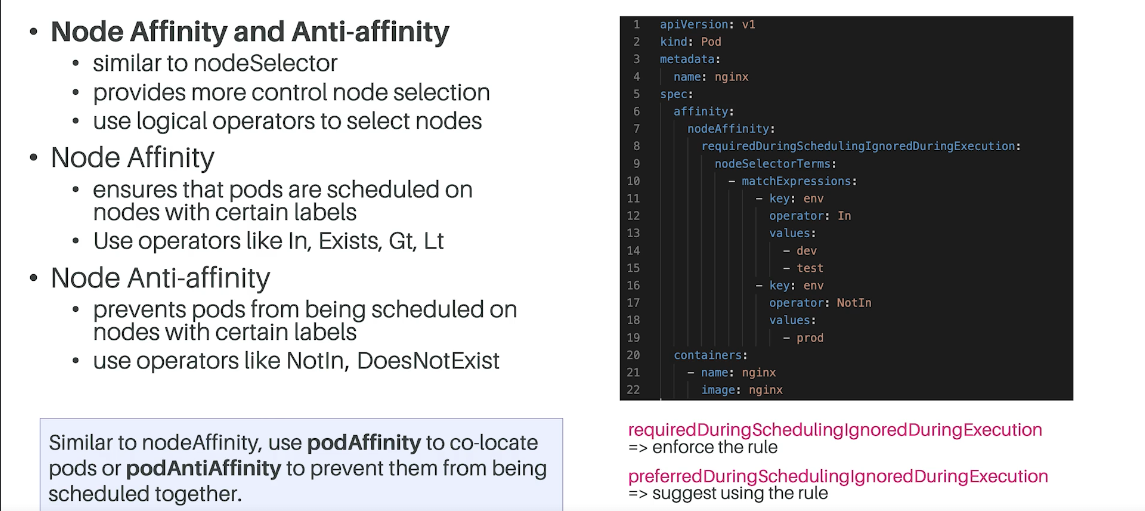 • Node Affinity and Anti-affinity
• similar to nodeSelector
• provides more control node selection
• use logical operators to select nodes
• Node Affinity
• ensures that pods are scheduled on
nodes with certain labels
• Use operators like In, Exists, Gt, Lt
• Node Anti-affinity
• prevents pods from being scheduled on
nodes with certain labels
• use operators like NotIn, DoesNotExist
Similar to nodeAffinity, use podAffinity to co-locate
pods or podAntiAffinity to prevent them from being
scheduled together.
1 apiVersion: v1
2 kind: Pod
3 metadata:
4   name: nginx
5 spec:
6   affinity:
7     nodeAffinity:
8       requiredDuringSchedulingIgnoredDuringExecution:
9         nodeSelectorTerms:
10           - matchExpressions:
11               - key: env
12                 operator: In
13                 values:
14                   - dev
15                   - test
16               - key: env
17                 operator: NotIn
18                 values:
19                   - prod
20   containers:
21     - name: nginx
22       image: nginx
requiredDuringSchedulingIgnoredDuringExecution
=> enforce the rule
preferredDuringSchedulingIgnoredDuringExecution
=> suggest using the rule